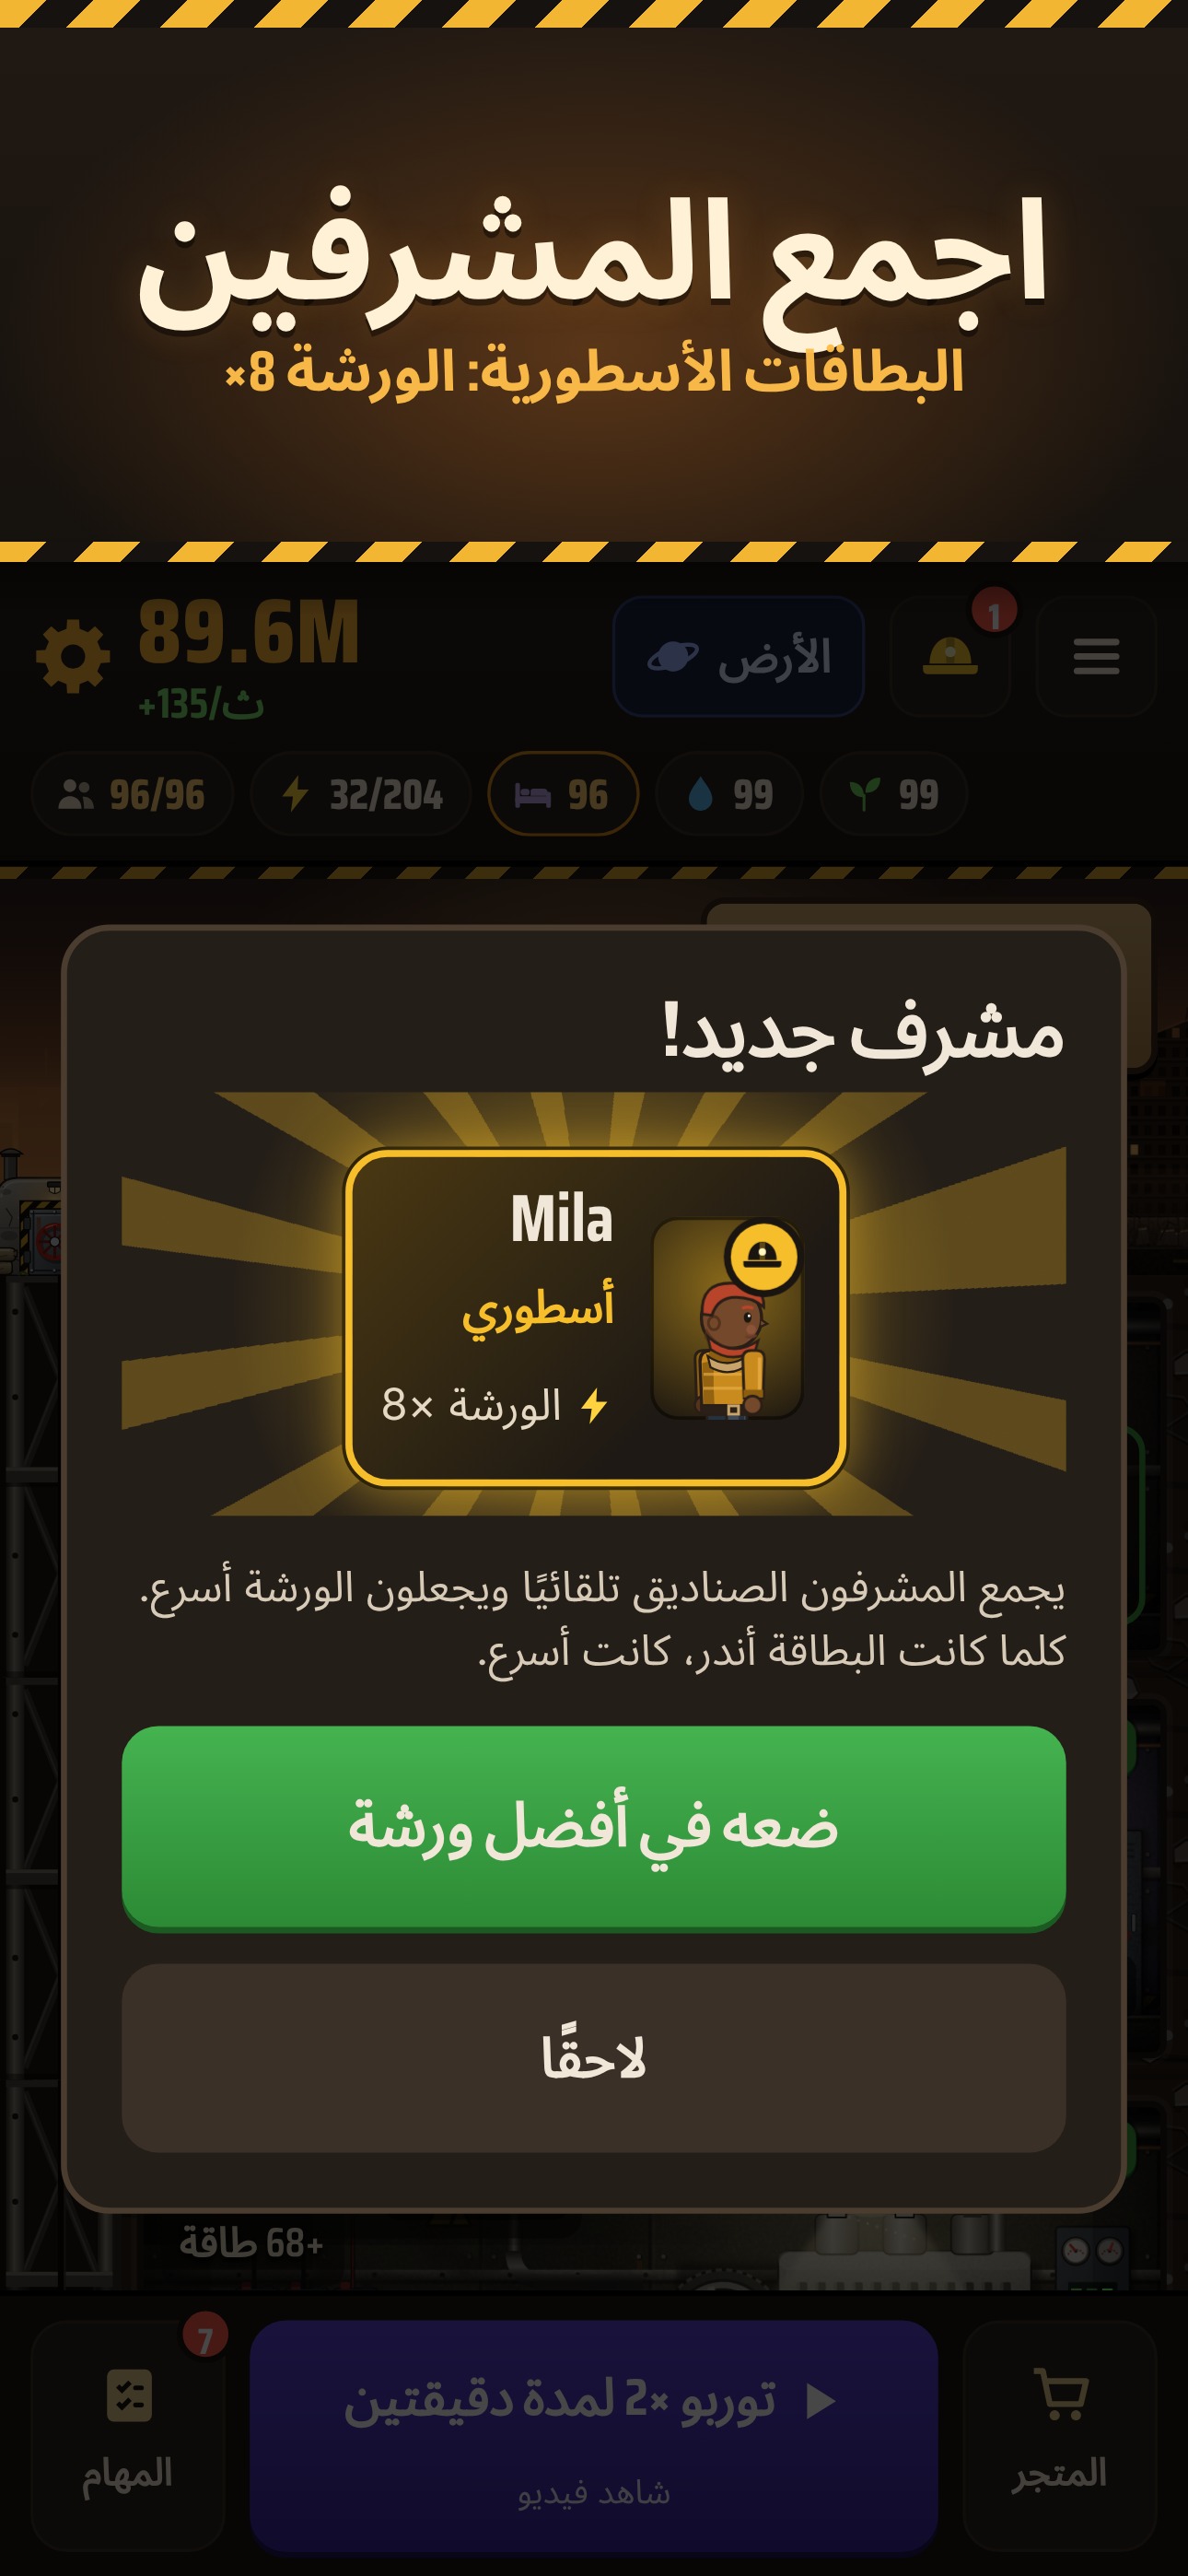 اجمع المشرفين
البطاقات الأسطورية: الورشة 8×
89.6M
+135/ث
الأرض
1
96/96
32/204
96
99
99
مشرف جديد!
Mila
أسطوري
الورشة ×8
يجمع المشرفون الصناديق تلقائيًا ويجعلون الورشة أسرع.
كلما كانت البطاقة أندر، كانت أسرع.
ضعه في أفضل ورشة
لاحقًا
+68 طاقة
المتجر
توربو ×2 لمدة دقيقتين
شاهد فيديو
7
المهام